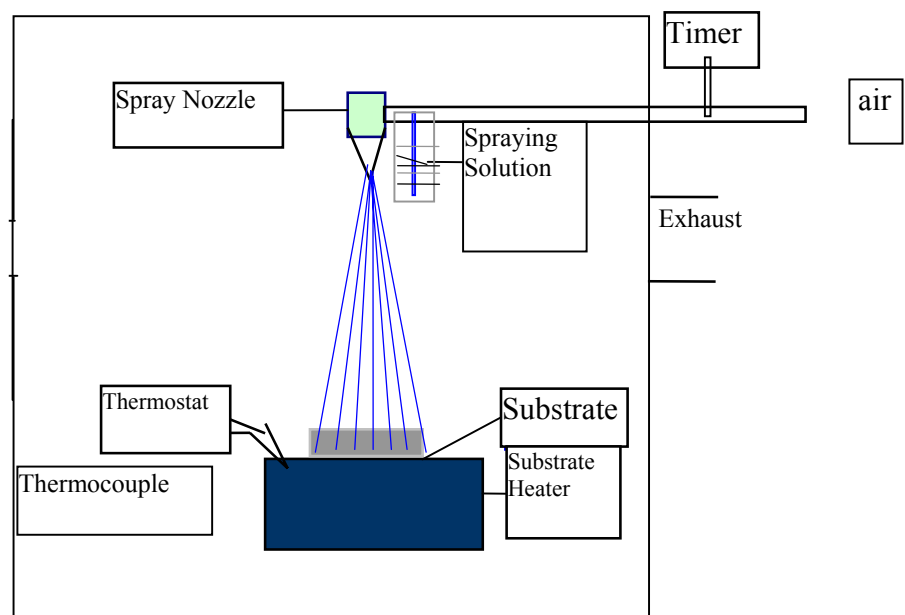 Timer
air
Spray Nozzle
Spraying
Solution
Exhaust
Thermostat
Substrate
Thermocouple
Substrate
Heater